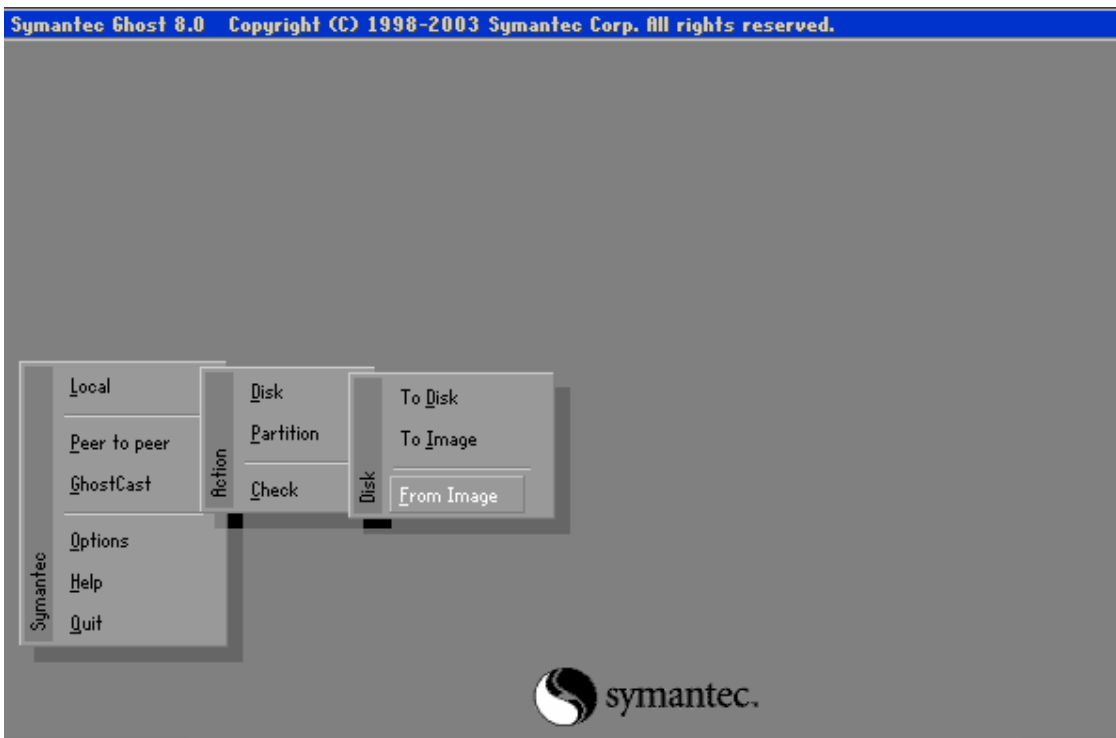 Symantec Ghost 8.0 Copyright (C) 1998-2003 Symantec Corp. All rights reserved.
Symantec
Local
Peer to peer
GhostCast
Options
Help
Quit
Action
Disk
Partition
Check
Disk
To Disk
To Image
From Image
symantec.